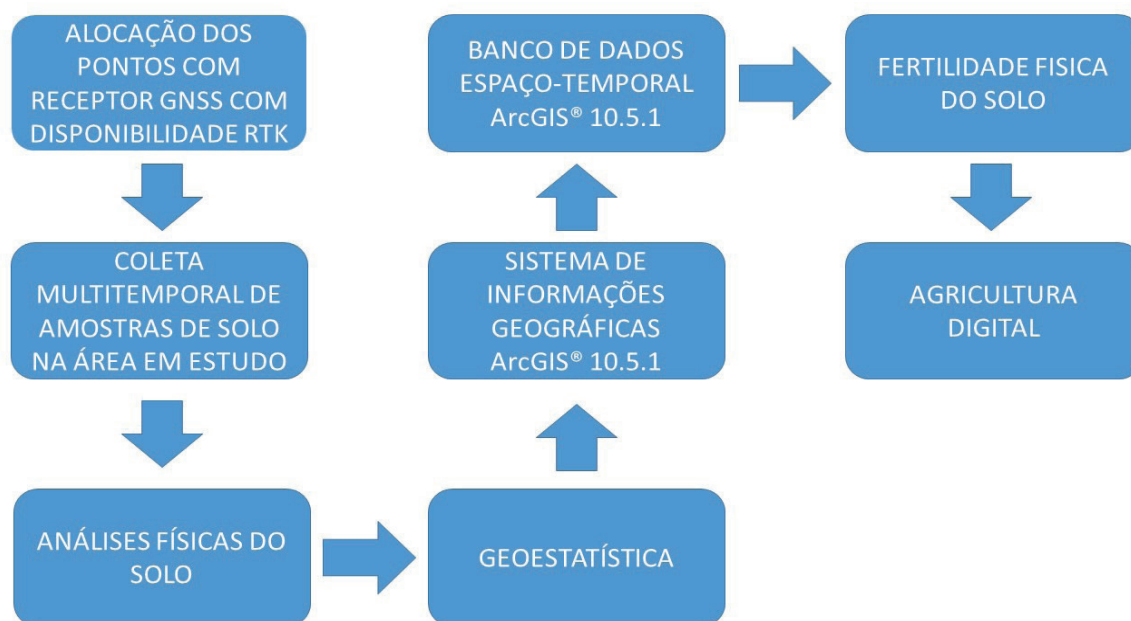 ALOCAÇÃO DOS
PONTOS COM
RECEPTOR GNSS COM
DISPONIBILIDADE RTK
COLETA
MULTITEMPORAL DE
AMOSTRAS DE SOLO
NA ÁREA EM ESTUDO
ANÁLISES FÍSICAS DO
SOLO
GEOESTATÍSTICA
SISTEMA DE
INFORMAÇÕES
GEOGRÁFICAS
ArcGIS® 10.5.1
BANCO DE DADOS
ESPAÇO-TEMPORAL
ArcGIS® 10.5.1
FERTILIDADE FISICA
DO SOLO
AGRICULTURA
DIGITAL